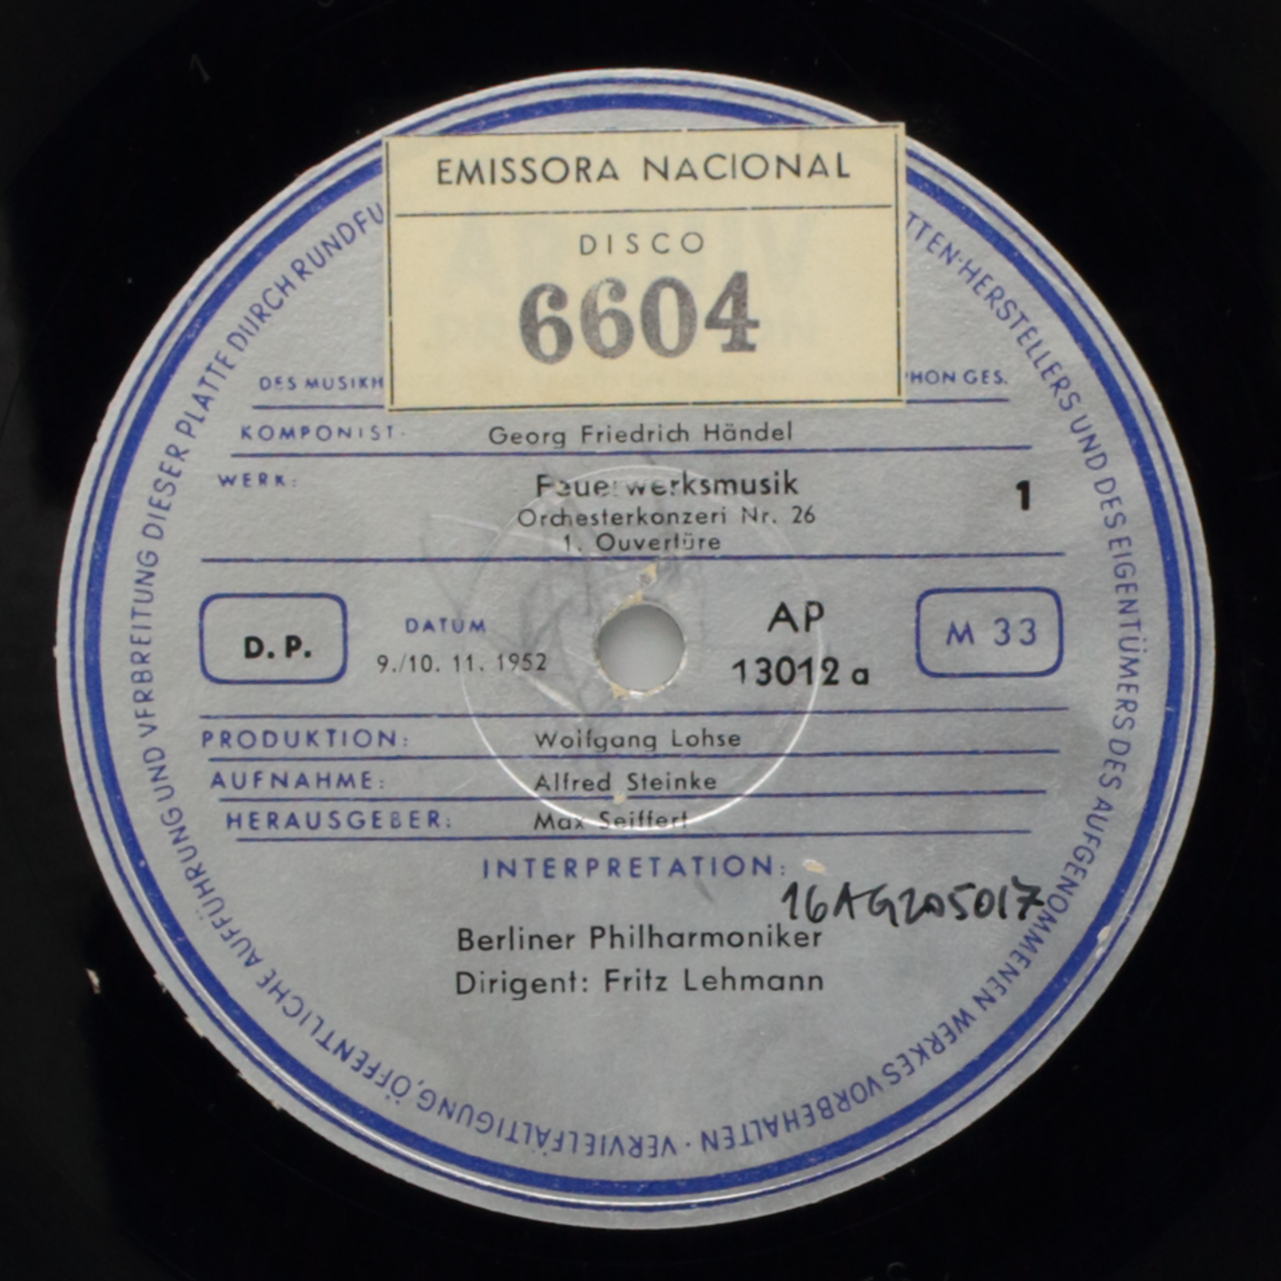 EMISSORA NACIONAL
DISCO
6604
DES MUSIKH
PHON GES.
KOMPONIST: Georg Friedrich Händel
WERK: Feuerwerksmusik 1
Orchesterkonzert Nr. 26
1. Ouvertüre
D. P. DATUM AP M 33
9./10. 11. 1952 13012 a
PRODUKTION: Wolfgang Lohse
AUFNAHME: Alfred Steinke
HERAUSGEBER: Max Seiffert
INTERPRETATION:
16AG205017
Berliner Philharmoniker
Dirigent: Fritz Lehmann
VERVIELFÄLTIGUNG, ÖFFENTLICHE AUFFÜHRUNG UND VERBREITUNG DIESER PLATTE DURCH RUNDFU
TTEN-HERSTELLERS UND DES EIGENTÜMERS DES AUFGENOMMENEN WERKES VORBEHALTEN ·